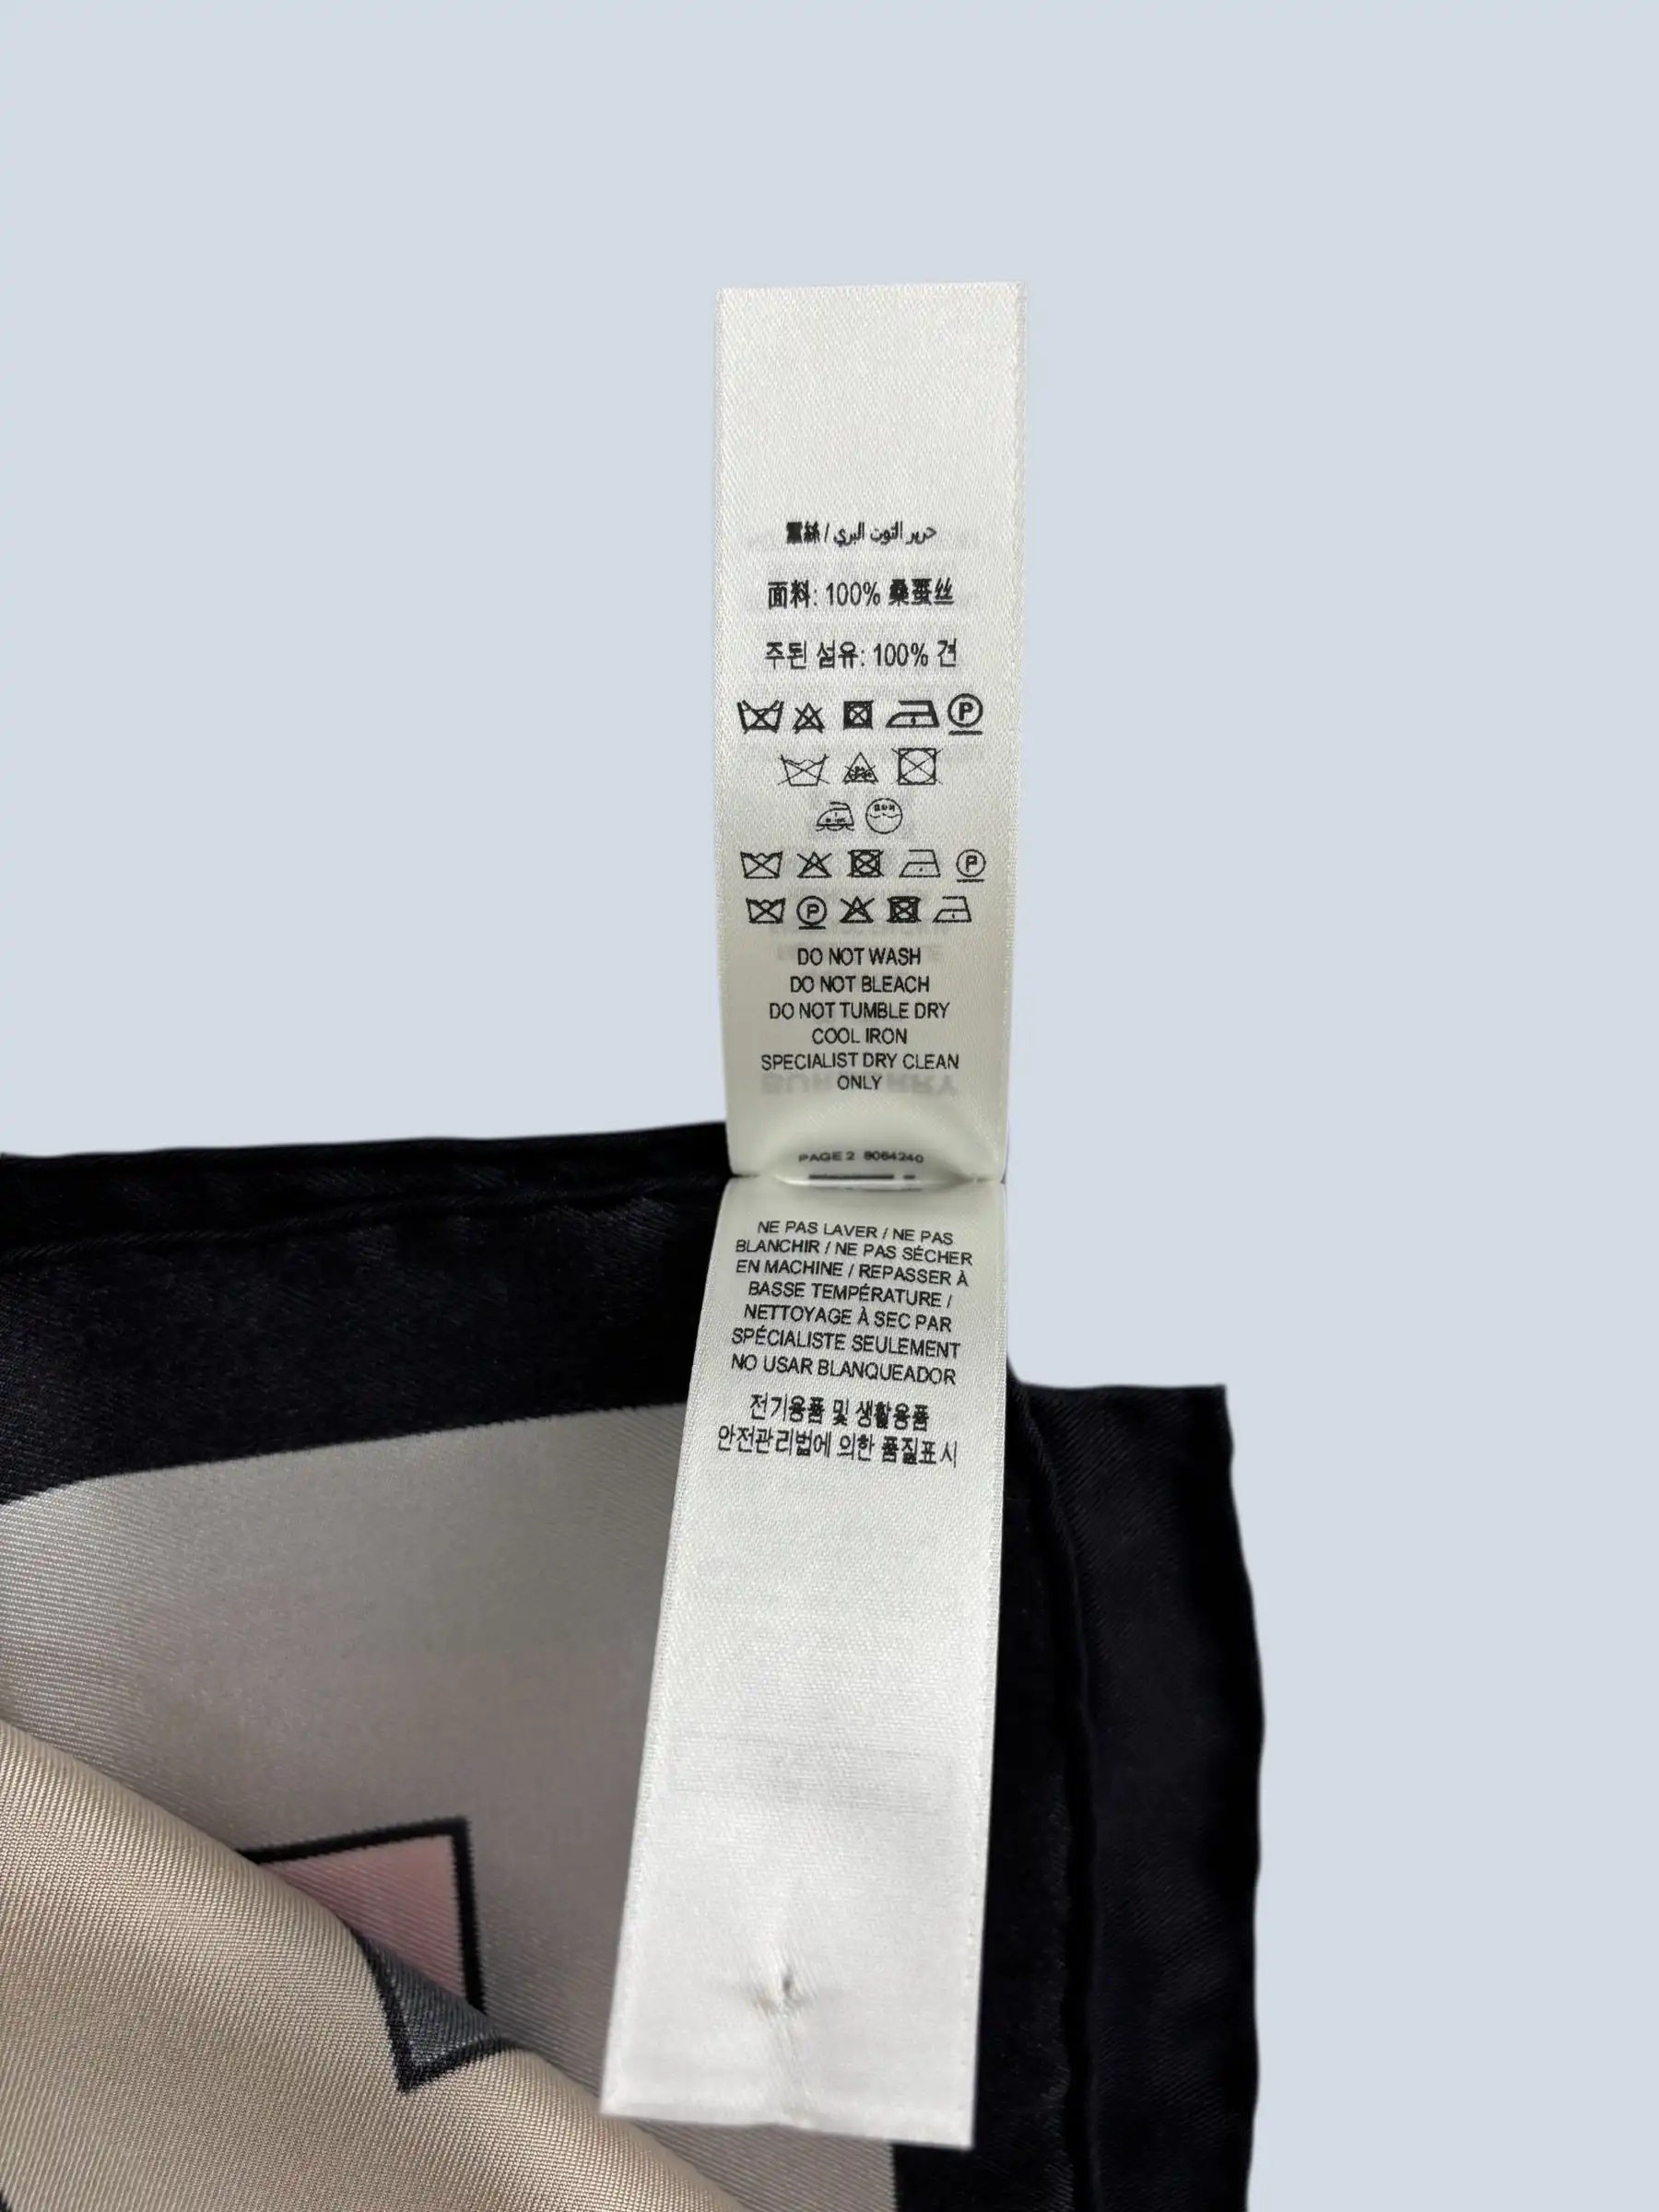 حرير التوت البري / 蠶絲
面料: 100% 桑蚕丝
주된 섬유: 100% 견
P
P
P
DO NOT WASH
DO NOT BLEACH
DO NOT TUMBLE DRY
COOL IRON
SPECIALIST DRY CLEAN
ONLY
PAGE 2 8064240
NE PAS LAVER / NE PAS
BLANCHIR / NE PAS SÉCHER
EN MACHINE / REPASSER À
BASSE TEMPÉRATURE /
NETTOYAGE À SEC PAR
SPÉCIALISTE SEULEMENT
NO USAR BLANQUEADOR
전기용품 및 생활용품
안전관리법에 의한 품질표시